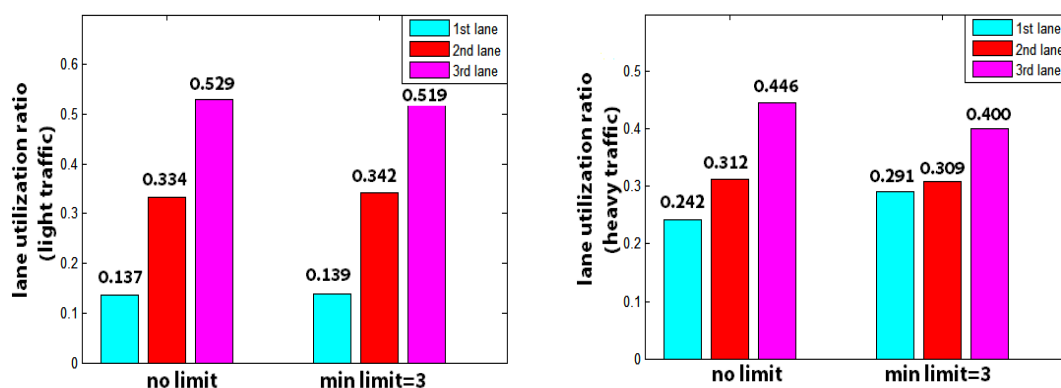 lane utilization ratio
(light traffic)
0.6
0.5
0.4
0.3
0.2
0.1
0
1st lane
2nd lane
3rd lane
0.137
0.334
0.529
0.139
0.342
0.519
no limit
min limit=3
lane utilization ratio
(heavy traffic)
0.5
0.4
0.3
0.2
0.1
0
1st lane
2nd lane
3rd lane
0.242
0.312
0.446
0.291
0.309
0.400
no limit
min limit=3